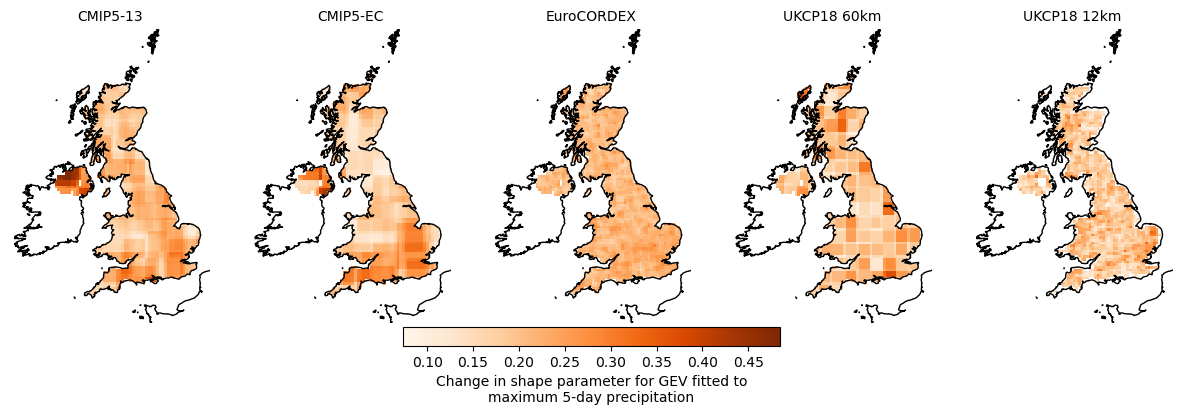 CMIP5-13
CMIP5-EC
EuroCORDEX
UKCP18 60km
UKCP18 12km
0.10 0.15 0.20 0.25 0.30 0.35 0.40 0.45
Change in shape parameter for GEV fitted to
maximum 5-day precipitation